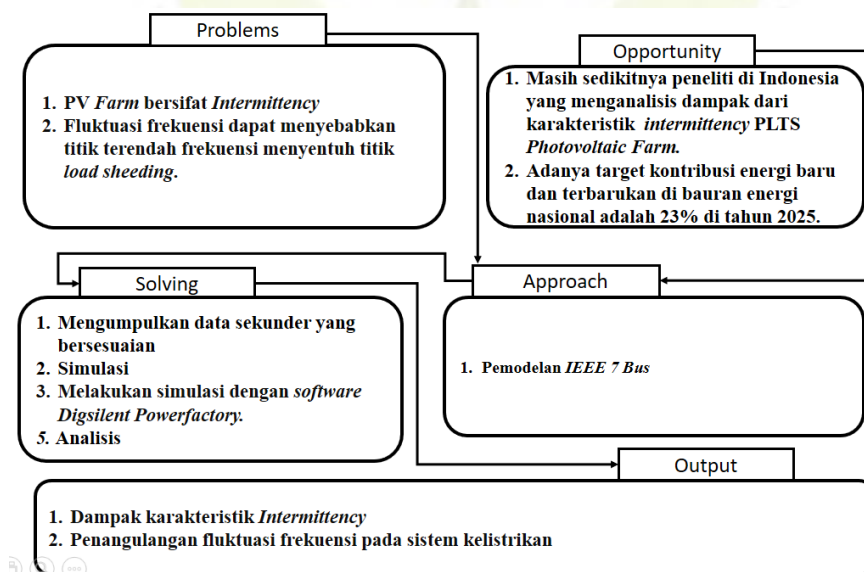 Problems
1. PV Farm bersifat Intermittency
2. Fluktuasi frekuensi dapat menyebabkan
titik terendah frekuensi menyentuh titik
load sheeding.
Opportunity
1. Masih sedikitnya peneliti di Indonesia
yang menganalisis dampak dari
karakteristik intermittency PLTS
Photovoltaic Farm.
2. Adanya target kontribusi energi baru
dan terbarukan di bauran energi
nasional adalah 23% di tahun 2025.
Solving
1. Mengumpulkan data sekunder yang
bersesuaian
2. Simulasi
3. Melakukan simulasi dengan software
Digsilent Powerfactory.
5. Analisis
Approach
1. Pemodelan IEEE 7 Bus
Output
1. Dampak karakteristik Intermittency
2. Penangulangan fluktuasi frekuensi pada sistem kelistrikan